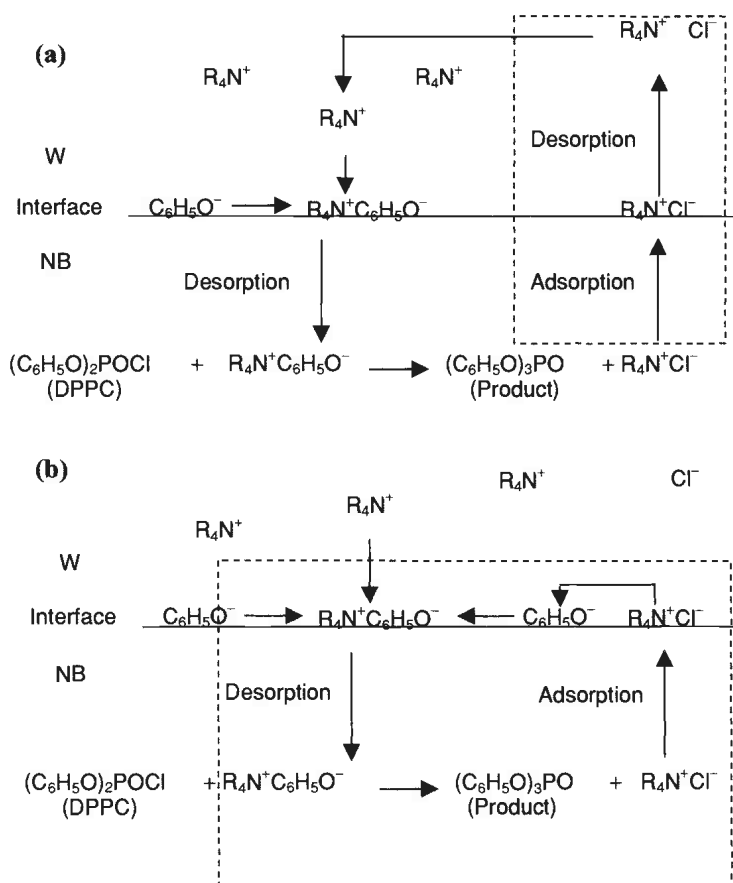 (a)
R₄N⁺ Cl⁻
R₄N⁺ R₄N⁺
R₄N⁺
Desorption
W
Interface C₆H₅O⁻ R₄N⁺C₆H₅O⁻ R₄N⁺Cl⁻
NB
Desorption Adsorption
(C₆H₅O)₂POCl + R₄N⁺C₆H₅O⁻ (C₆H₅O)₃PO + R₄N⁺Cl⁻
(DPPC) (Product)
(b)
R₄N⁺ Cl⁻
R₄N⁺
R₄N⁺
W
Interface C₆H₅O⁻ R₄N⁺C₆H₅O⁻ C₆H₅O⁻ R₄N⁺Cl⁻
NB
Desorption Adsorption
(C₆H₅O)₂POCl + R₄N⁺C₆H₅O⁻ (C₆H₅O)₃PO + R₄N⁺Cl⁻
(DPPC) (Product)